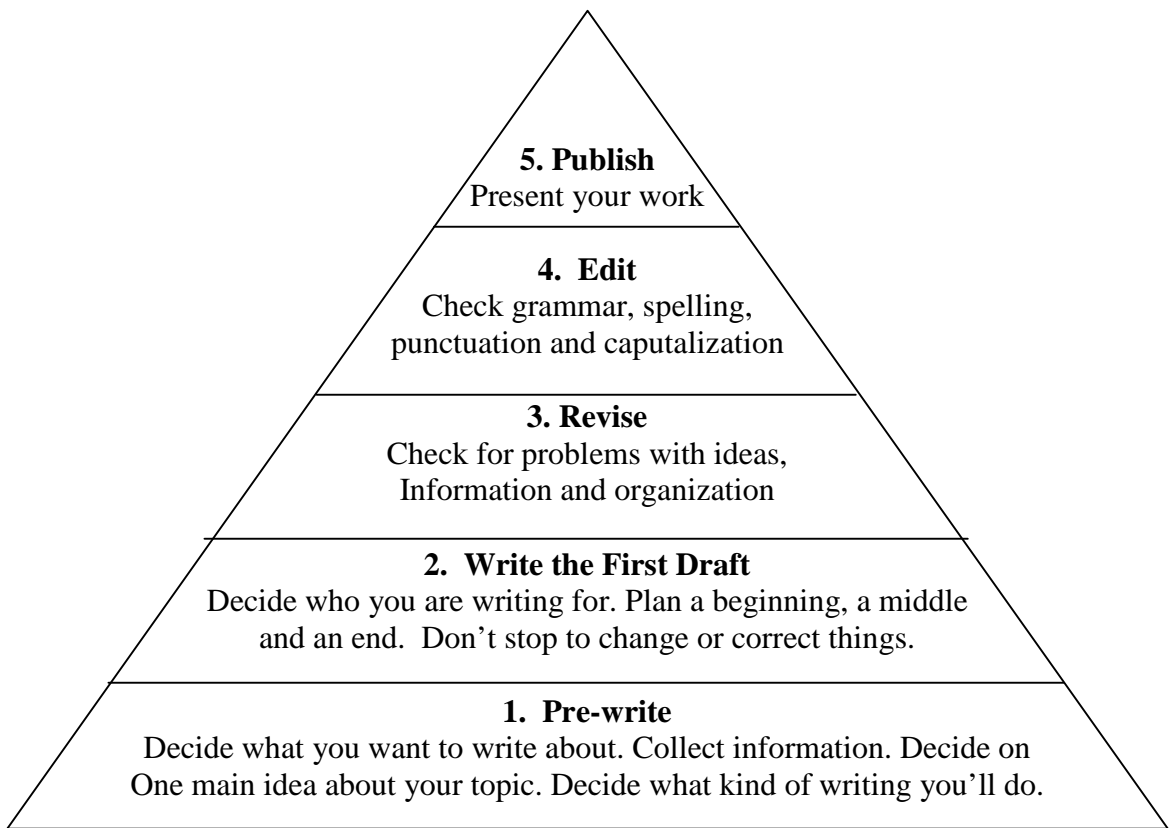 5. Publish
Present your work
4.  Edit
Check grammar, spelling,
punctuation and caputalization
3. Revise
Check for problems with ideas,
Information and organization
2.  Write the First Draft
Decide who you are writing for. Plan a beginning, a middle
and an end.  Don’t stop to change or correct things.
1.  Pre-write
Decide what you want to write about. Collect information. Decide on
One main idea about your topic. Decide what kind of writing you’ll do.